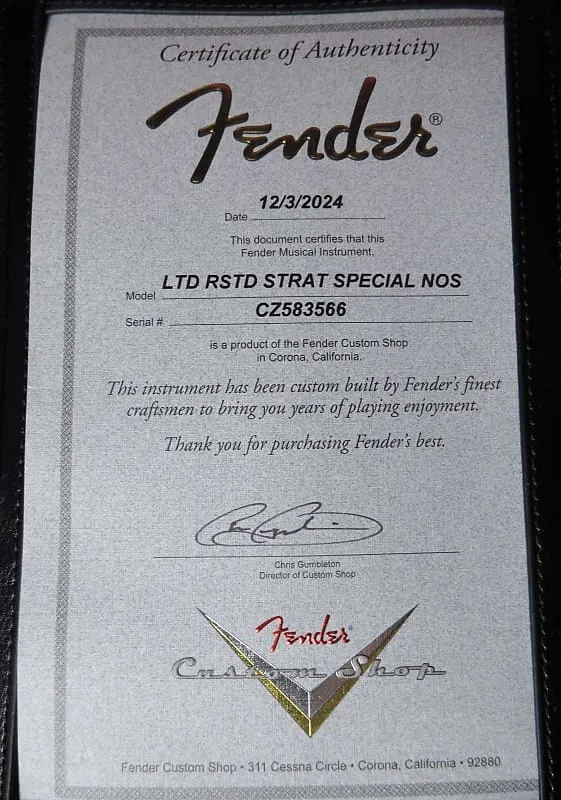 Certificate of Authenticity
Fender®
12/3/2024
Date
This document certifies that this
Fender Musical Instrument,
LTD RSTD STRAT SPECIAL NOS
Model
CZ583566
Serial #
is a product of the Fender Custom Shop
in Corona, California.
This instrument has been custom built by Fender's finest
craftsmen to bring you years of playing enjoyment.
Thank you for purchasing Fender's best.
Chris Gumbleton
Director of Custom Shop
Fender®
Custom Shop
Fender Custom Shop • 311 Cessna Circle • Corona, California • 92880